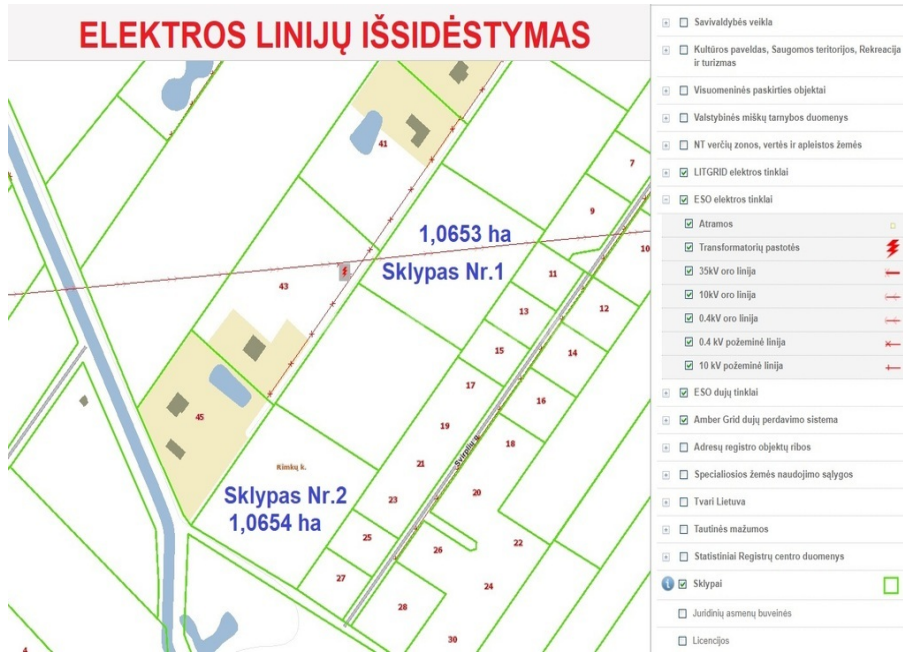 ELEKTROS LINIJŲ IŠSIDĖSTYMAS
41
7
9
10
1,0653 ha
Sklypas Nr.1
43
11
12
13
14
15
16
17
18
19
20
21
22
23
24
25
26
27
28
30
45
Kimkų k.
Sklypas Nr.2
1,0654 ha
Svirplių g.
4
Savivaldybės veikla
Kultūros paveldas, Saugomos teritorijos, Rekreacija
ir turizmas
Visuomeninės paskirties objektai
Valstybinės miškų tarnybos duomenys
NT verčių zonos, vertės ir apleistos žemės
LITGRID elektros tinklai
ESO elektros tinklai
Atramos
Transformatorių pastotės
35kV oro linija
10kV oro linija
0.4kV oro linija
0.4 kV požeminė linija
10 kV požeminė linija
ESO dujų tinklai
Amber Grid dujų perdavimo sistema
Adresų registro objektų ribos
Specialiosios žemės naudojimo sąlygos
Tvari Lietuva
Tautinės mažumos
Statistiniai Registrų centro duomenys
Sklypai
Juridinių asmenų buveinės
Licencijos